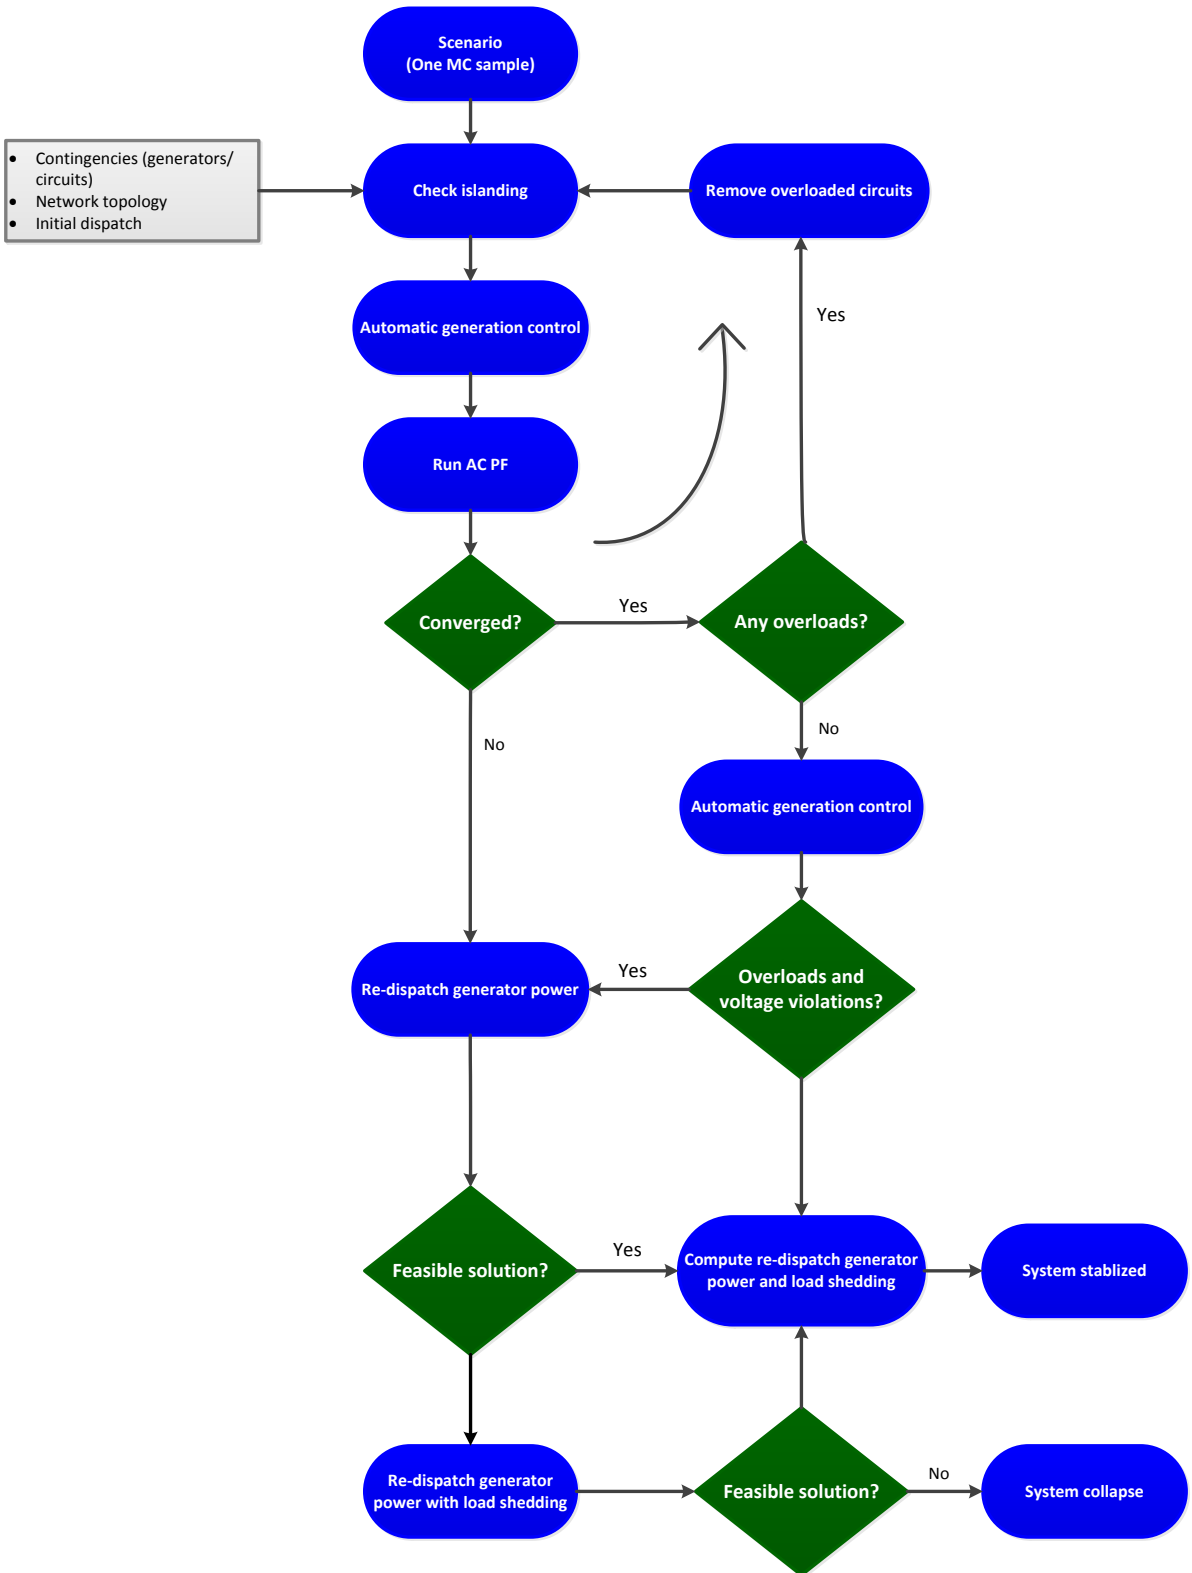 Scenario
(One MC sample)
• Contingencies (generators/
circuits)
• Network topology
• Initial dispatch
Check islanding
Remove overloaded circuits
Automatic generation control
Yes
Run AC PF
Converged?
Yes
Any overloads?
No
No
Automatic generation control
Re-dispatch generator power
Yes
Overloads and
voltage violations?
Feasible solution?
Yes
Compute re-dispatch generator
power and load shedding
System stablized
Re-dispatch generator
power with load shedding
Feasible solution?
No
System collapse